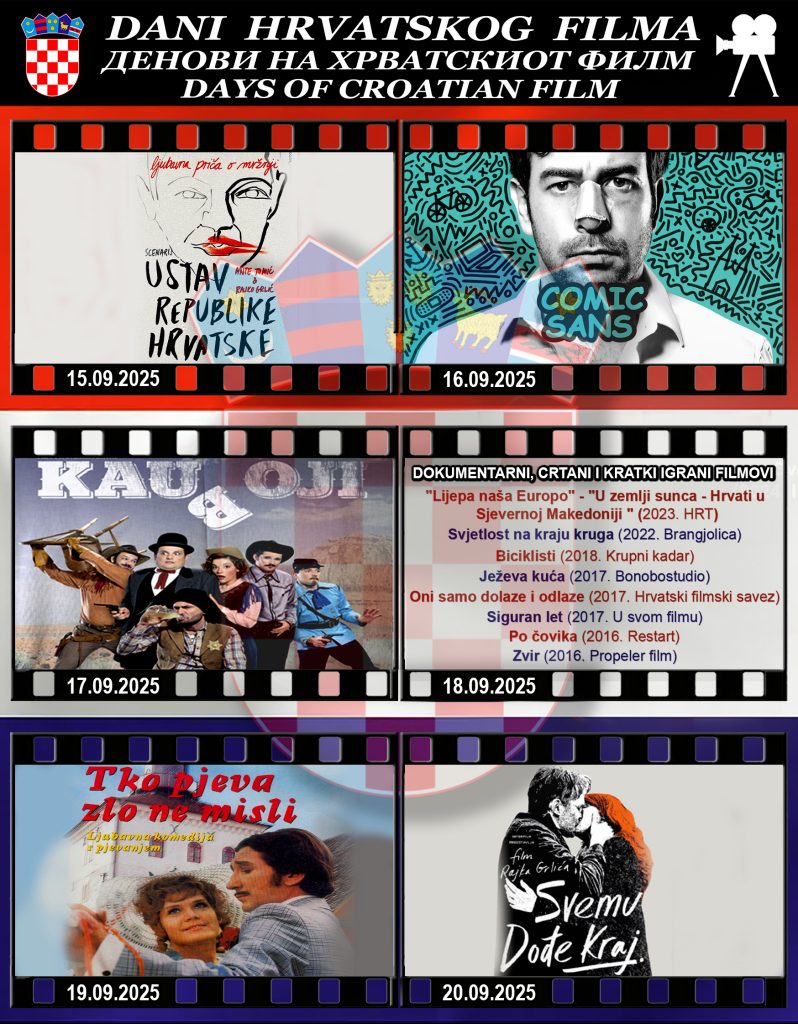 DANI HRVATSKOG FILMA
ДЕНОВИ НА ХРВАТСКИОТ ФИЛМ
DAYS OF CROATIAN FILM
ljubavna priča o mržnji
SCENARIJ
ANTE TOMIĆ
&
RAJKO GRLIĆ
USTAV
REPUBLIKE
HRVATSKE
15.09.2025
COMIC
SANS
16.09.2025
KAUBOJI
17.09.2025
DOKUMENTARNI, CRTANI I KRATKI IGRANI FILMOVI
"Lijepa naša Europo" - "U zemlji sunca - Hrvati u
Sjevernoj Makedoniji " (2023. HRT)
Svjetlost na kraju kruga (2022. Brangjolica)
Biciklisti (2018. Krupni kadar)
Ježeva kuća (2017. Bonobostudio)
Oni samo dolaze i odlaze (2017. Hrvatski filmski savez)
Siguran let (2017. U svom filmu)
Po čovika (2016. Restart)
Zvir (2016. Propeler film)
18.09.2025
Tko pjeva
zlo ne misli
Ljubavna komedija
s pjevanjem
19.09.2025
film
Rajka Grlića
Svemu
Dođe Kraj.
20.09.2025